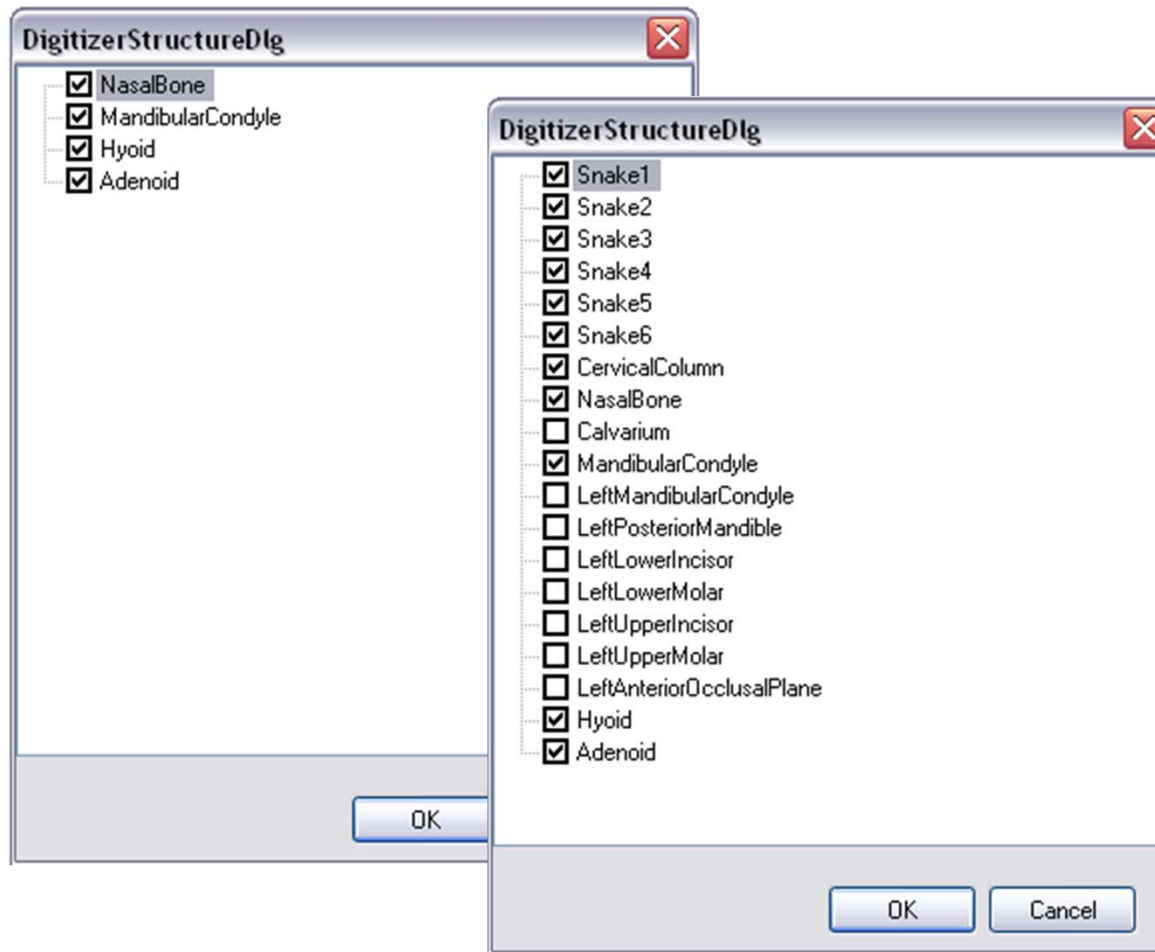 DigitizerStructureDlg
NasalBone
MandibularCondyle
Hyoid
Adenoid
OK
DigitizerStructureDlg
Snake1
Snake2
Snake3
Snake4
Snake5
Snake6
CervicalColumn
NasalBone
Calvarium
MandibularCondyle
LeftMandibularCondyle
LeftPosteriorMandible
LeftLowerIncisor
LeftLowerMolar
LeftUpperIncisor
LeftUpperMolar
LeftAnteriorOcclusalPlane
Hyoid
Adenoid
OK Cancel